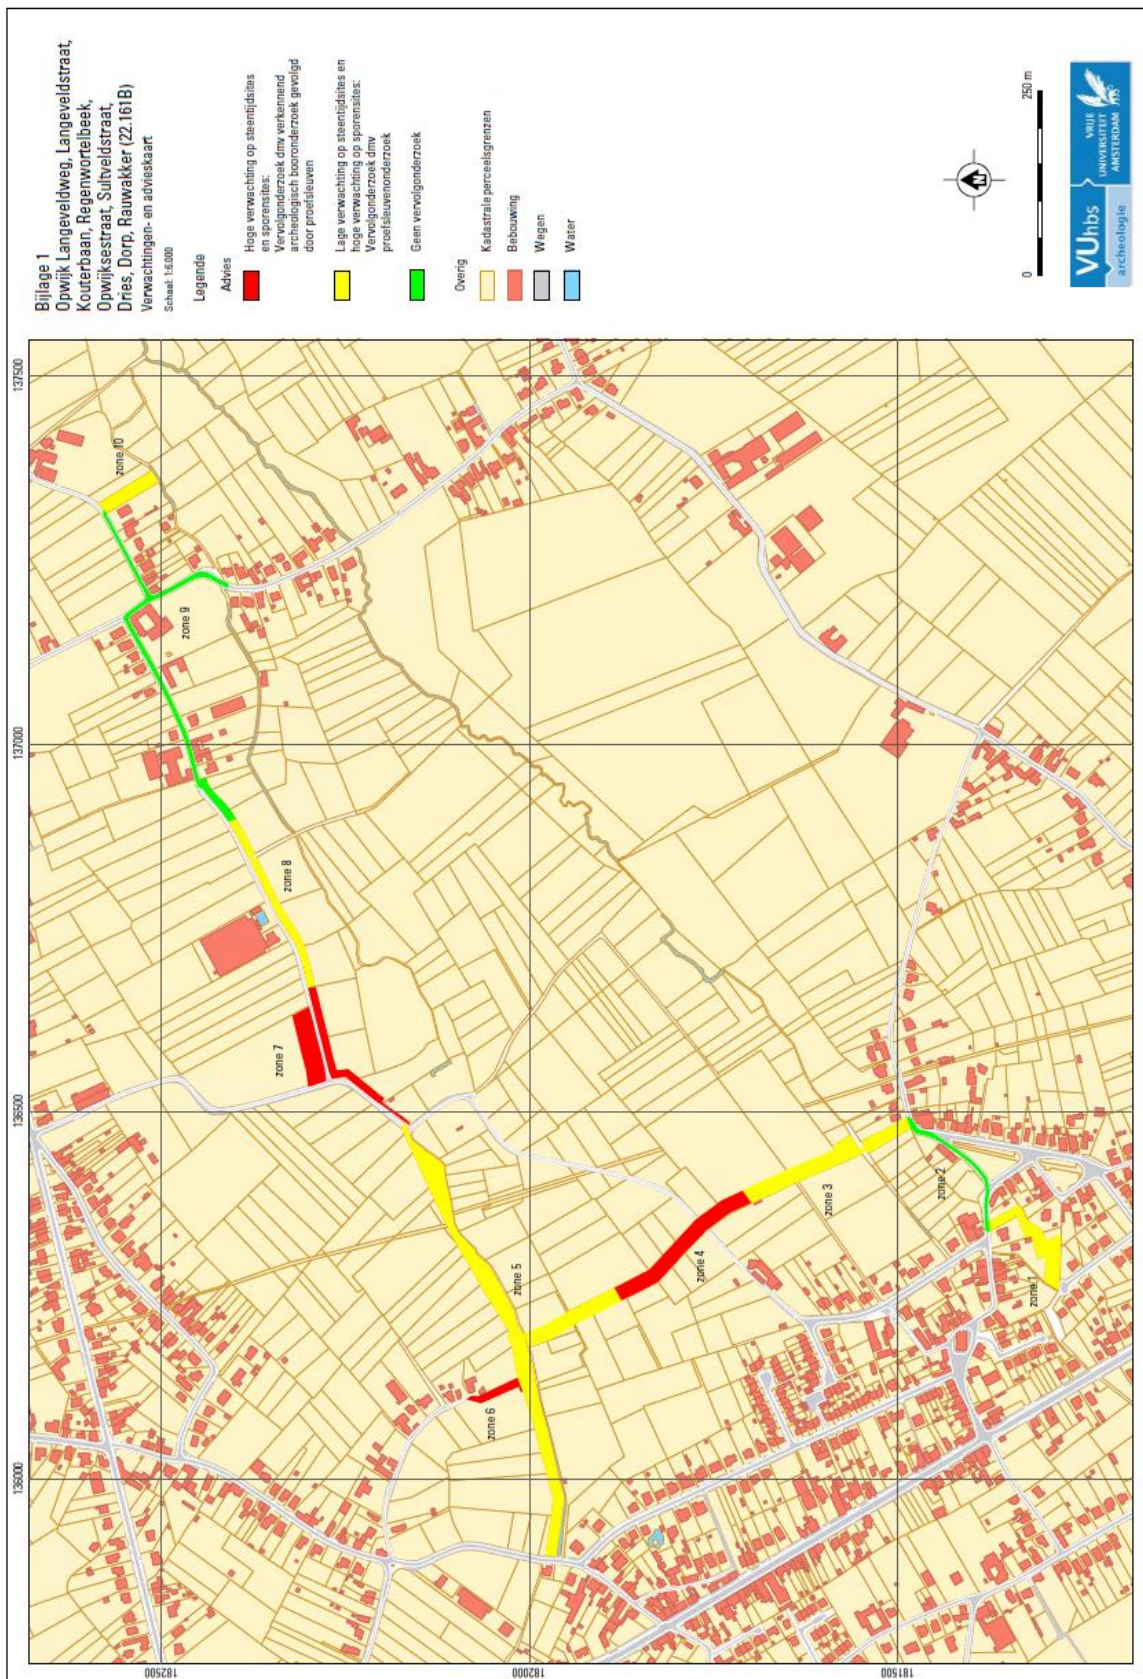 Bijlage 1
Opwijk Langeveldweg, Langeveldstraat,
Kouterbaan, Regenwortelbeek,
Opwijksestraat, Sultveldstraat,
Dries, Dorp, Rauwakker (22.161B)
Verwachtingen- en advieskaart
Schaal: 1:6.000
Legende
Advies
Hoge verwachting op steentijdsites
en sporensites:
Vervolgonderzoek dmv verkennend
archeologisch booronderzoek gevolgd
door proefsleuven
Lage verwachting op steentijdsites en
hoge verwachting op sporensites:
Vervolgonderzoek dmv
proefsleuvenonderzoek
Geen vervolgonderzoek
Overig
Kadastrale perceelsgrenzen
Bebouwing
Wegen
Water
N
0
250 m
VUhbs
archeologie
VRIJE
UNIVERSITEIT
AMSTERDAM
136000
136500
137000
137500
182500
182000
181500
zone 10
zone 9
zone 8
zone 7
zone 6
zone 5
zone 4
zone 3
zone 2
zone 1